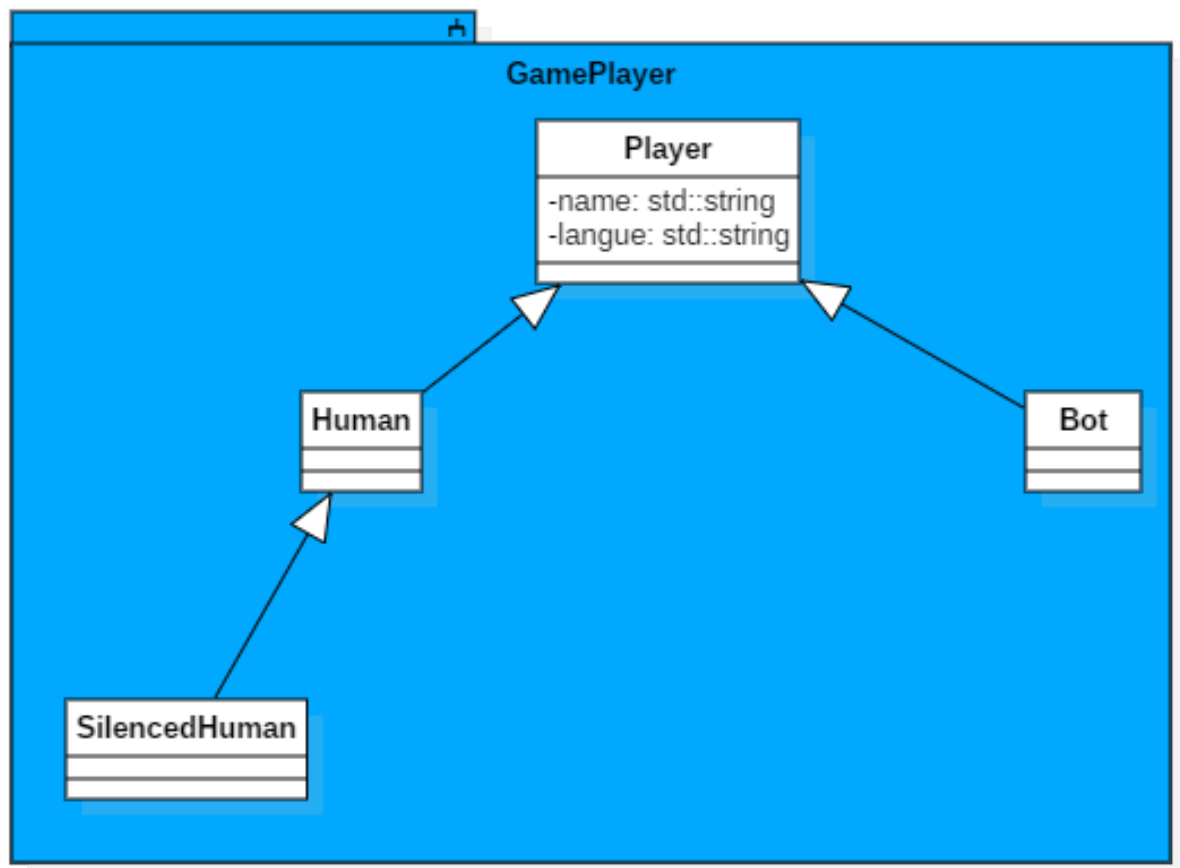 GamePlayer
Player
-name: std::string
-langue: std::string
Human
Bot
SilencedHuman